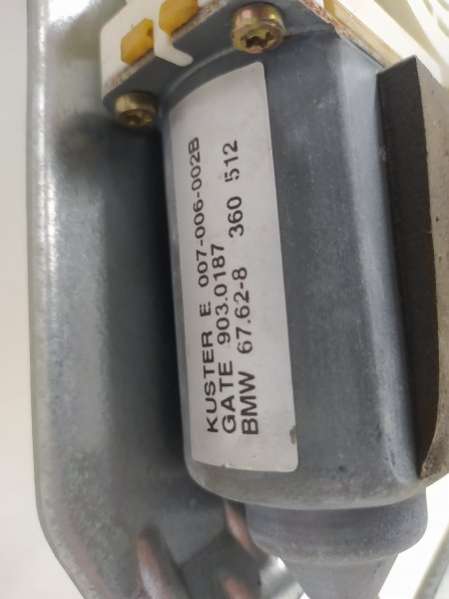 KUSTER E. 007-006-002B
GATE 903.0187
BMW 67.62-8 360 512